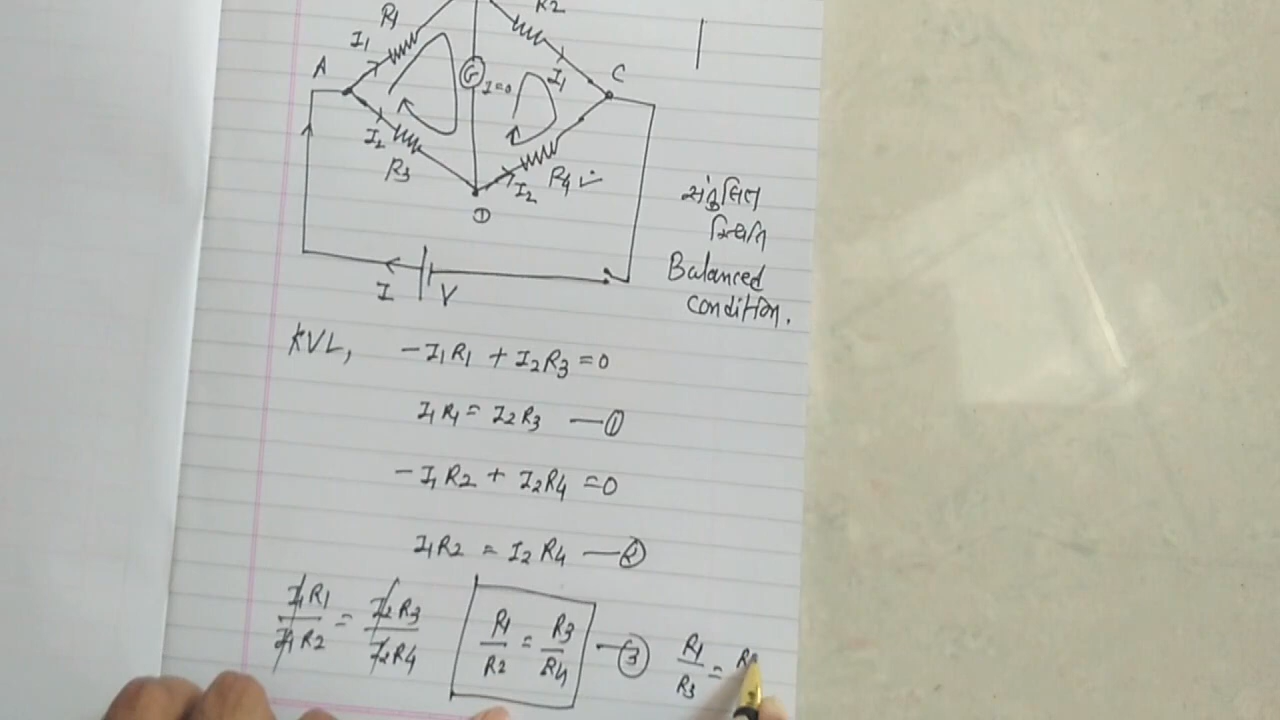 R1
R2
I1
A
G
I=0
I1
C
I2
R3
R4
I2
D
I
V
સંતુલિત
સ્થિતિ
Balanced
condition.
KVL, -I1R1 + I2R3 = 0
I1R1 = I2R3 —①
-I1R2 + I2R4 = 0
I1R2 = I2R4 —②
I1R1/I1R2 = I2R3/I2R4
R1/R2 = R3/R4 —③
R1/R3 =